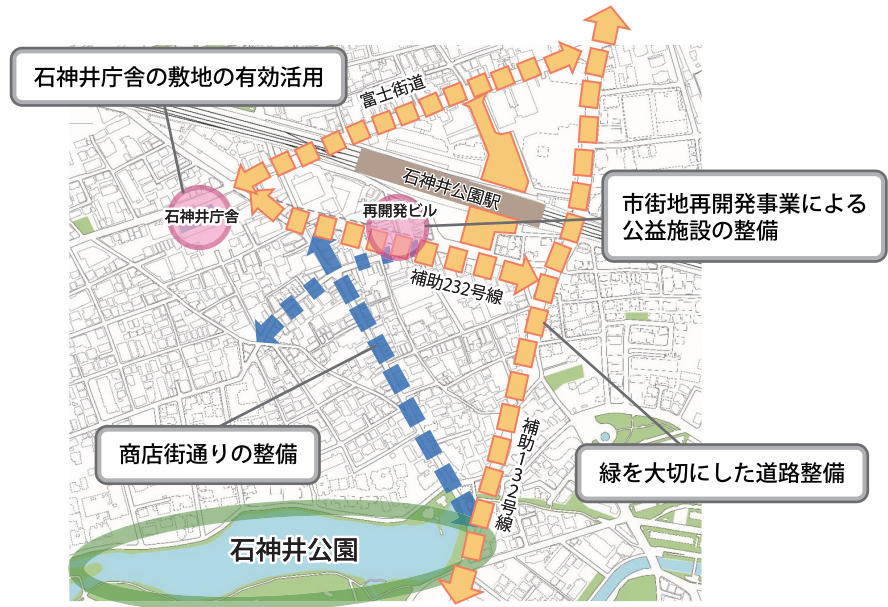 石神井庁舎の敷地の有効活用
富士街道
石神井公園駅
市街地再開発事業による
公益施設の整備
石神井庁舎
再開発ビル
補助232号線
商店街通りの整備
補助132号線
緑を大切にした道路整備
石神井公園